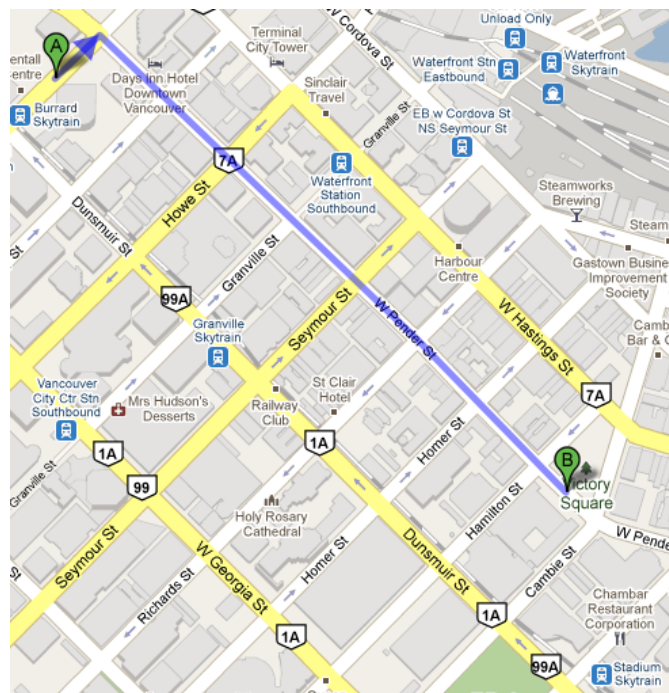 Terminal
City Tower
W Cordova St
Unload Only
Waterfront Stn
Eastbound
Waterfront
Skytrain
A
entall
Centre
Days Inn Hotel
Downtown
Vancouver
Burrard
Skytrain
Sinclair
Travel
Granville St
EB w Cordova St
NS Seymour St
7A
Waterfront
Station
Southbound
Howe St
Dunsmuir St
Steamworks
Brewing
Steam
Granville St
Harbour
Centre
Gastown Busine
Improvement
Society
99A
Seymour St
W Pender St
W Hastings St
Granville
Skytrain
Camb
Bar & G
Vancouver
City Ctr Stn
Southbound
Mrs Hudson's
Desserts
St Clair
Hotel
Railway
Club
7A
1A
1A
Homer St
B
Victory
Square
99
Granville St
Hamilton St
Holy Rosary
Cathedral
W Pende
Seymour St
W Georgia St
Homer St
Dunsmuir St
Cambie St
Richards St
Chambar
Restaurant
Corporation
1A
1A
99A
Stadium
Skytrain